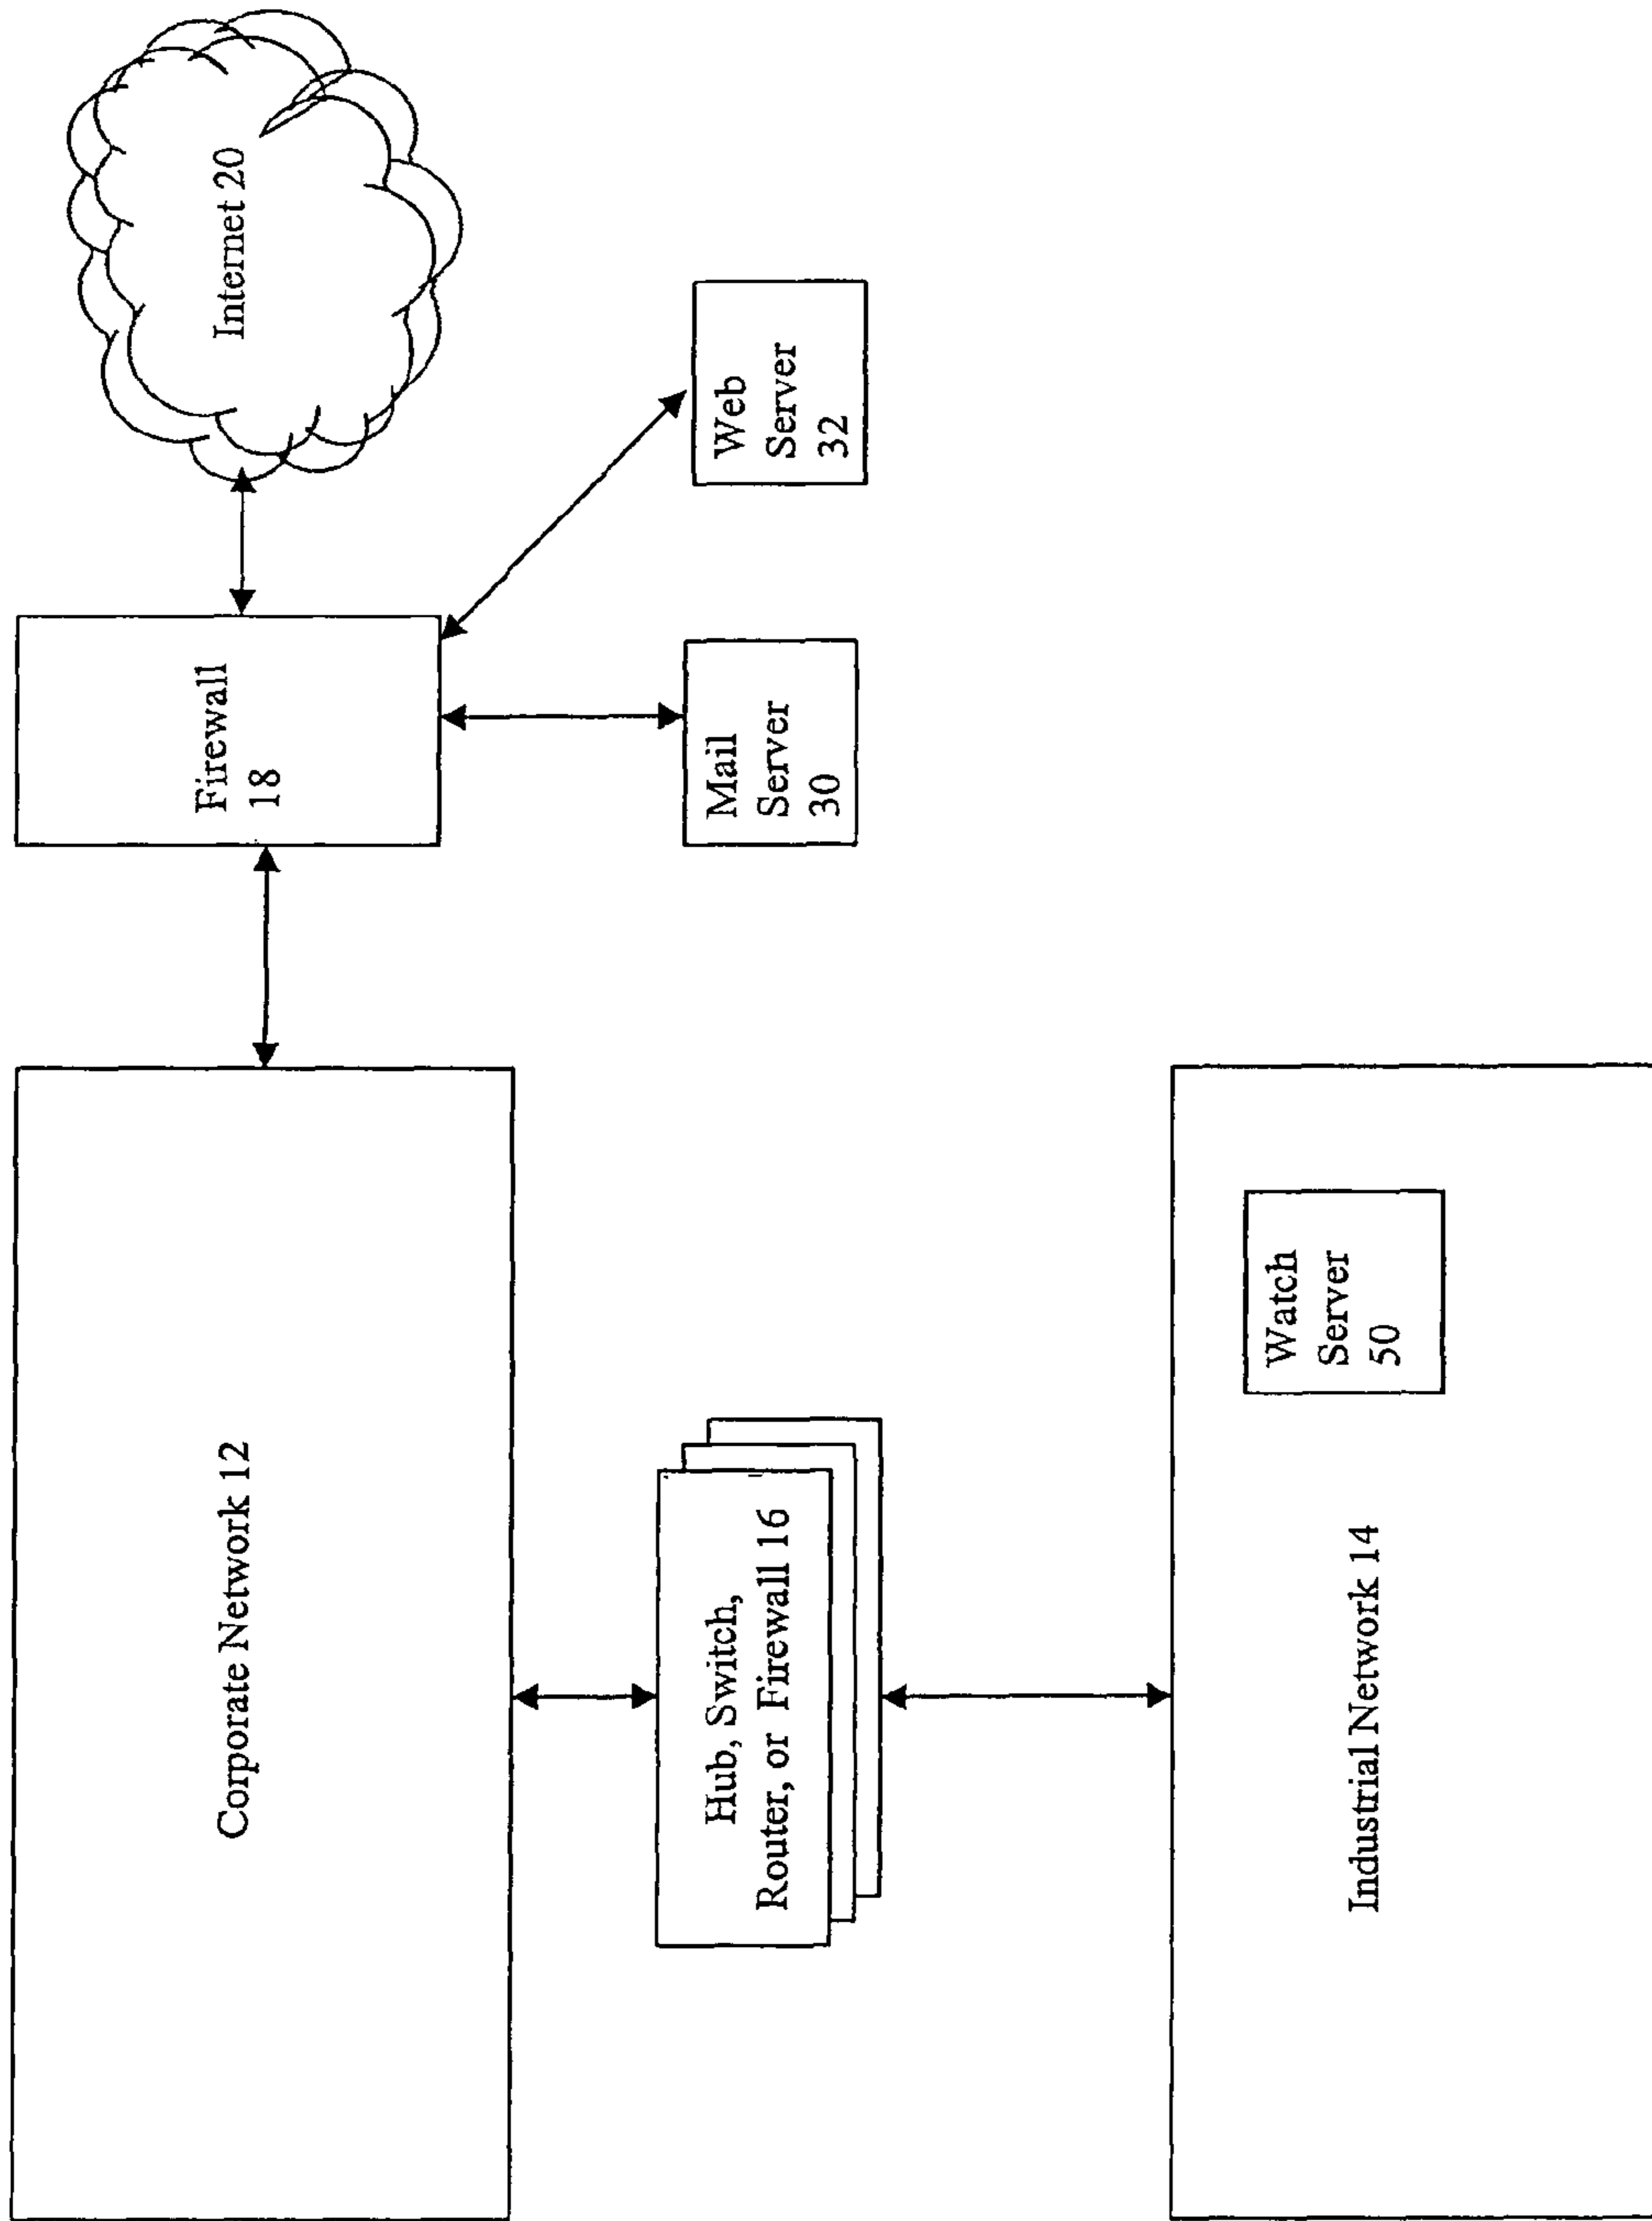 Corporate Network 12
Firewall
18
Internet 20
Hub, Switch,
Router, or Firewall 16
Mail
Server
30
Web
Server
32
Industrial Network 14
Watch
Server
50